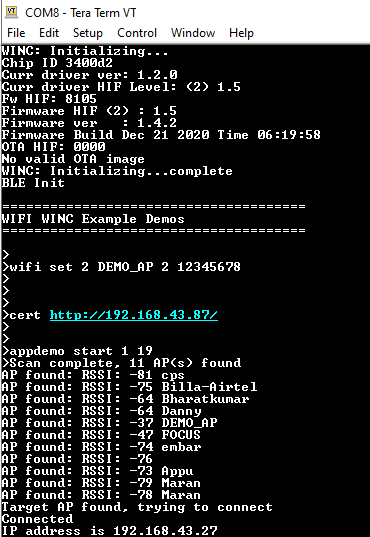 COM8 - Tera Term VT
File Edit Setup Control Window Help
WINC: Initializing...
Chip ID 3400d2
Curr driver ver: 1.2.0
Curr driver HIF Level: (2) 1.5
Fw HIF: 8105
Firmware HIF (2) : 1.5
Firmware ver   : 1.4.2
Firmware Build Dec 21 2020 Time 06:19:58
OTA HIF: 0000
No valid OTA image
WINC: Initializing...complete
BLE Init
========================================
WIFI WINC Example Demos
========================================
>
>wifi set 2 DEMO_AP 2 12345678
>
>
>
>cert http://192.168.43.87/
>
>
>appdemo start 1 19
>Scan complete, 11 AP(s) found
AP found: RSSI: -81 cps
AP found: RSSI: -75 Billa-Airtel
AP found: RSSI: -64 Bharatkumar
AP found: RSSI: -64 Danny
AP found: RSSI: -37 DEMO_AP
AP found: RSSI: -47 FOCUS
AP found: RSSI: -74 embar
AP found: RSSI: -76
AP found: RSSI: -73 Appu
AP found: RSSI: -79 Maran
AP found: RSSI: -78 Maran
Target AP found, trying to connect
Connected
IP address is 192.168.43.27